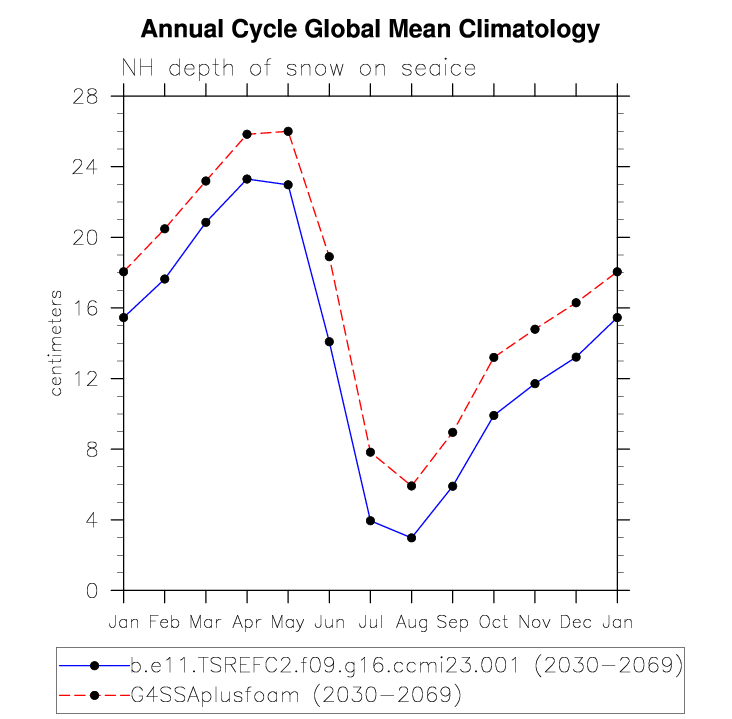 Annual Cycle Global Mean Climatology
NH depth of snow on seaice
28
24
20
16
12
8
4
0
centimeters
Jan Feb Mar Apr May Jun Jul Aug Sep Oct Nov Dec Jan
b.e11.TSREFC2.f09.g16.ccmi23.001 (2030-2069)
G4SSAplusfoam (2030-2069)